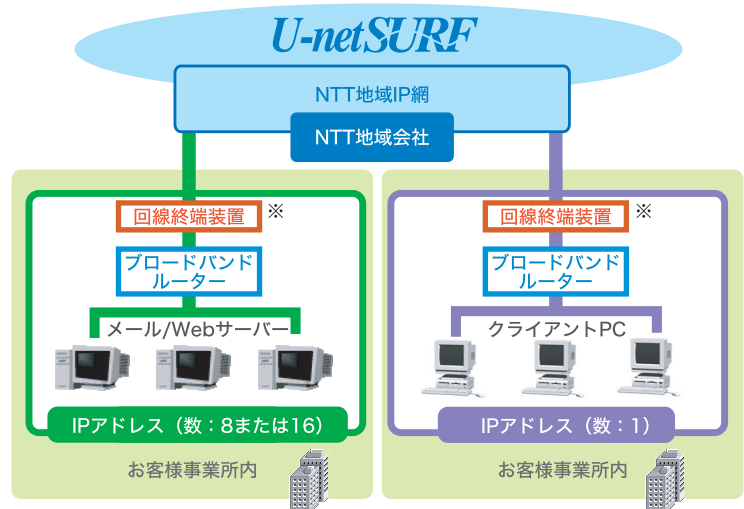 U-netSURF
NTT地域IP網
NTT地域会社
回線終端装置 ※
ブロードバンド
ルーター
メール/Webサーバー
IPアドレス（数：8または16）
お客様事業所内
回線終端装置 ※
ブロードバンド
ルーター
クライアントPC
IPアドレス（数：1）
お客様事業所内